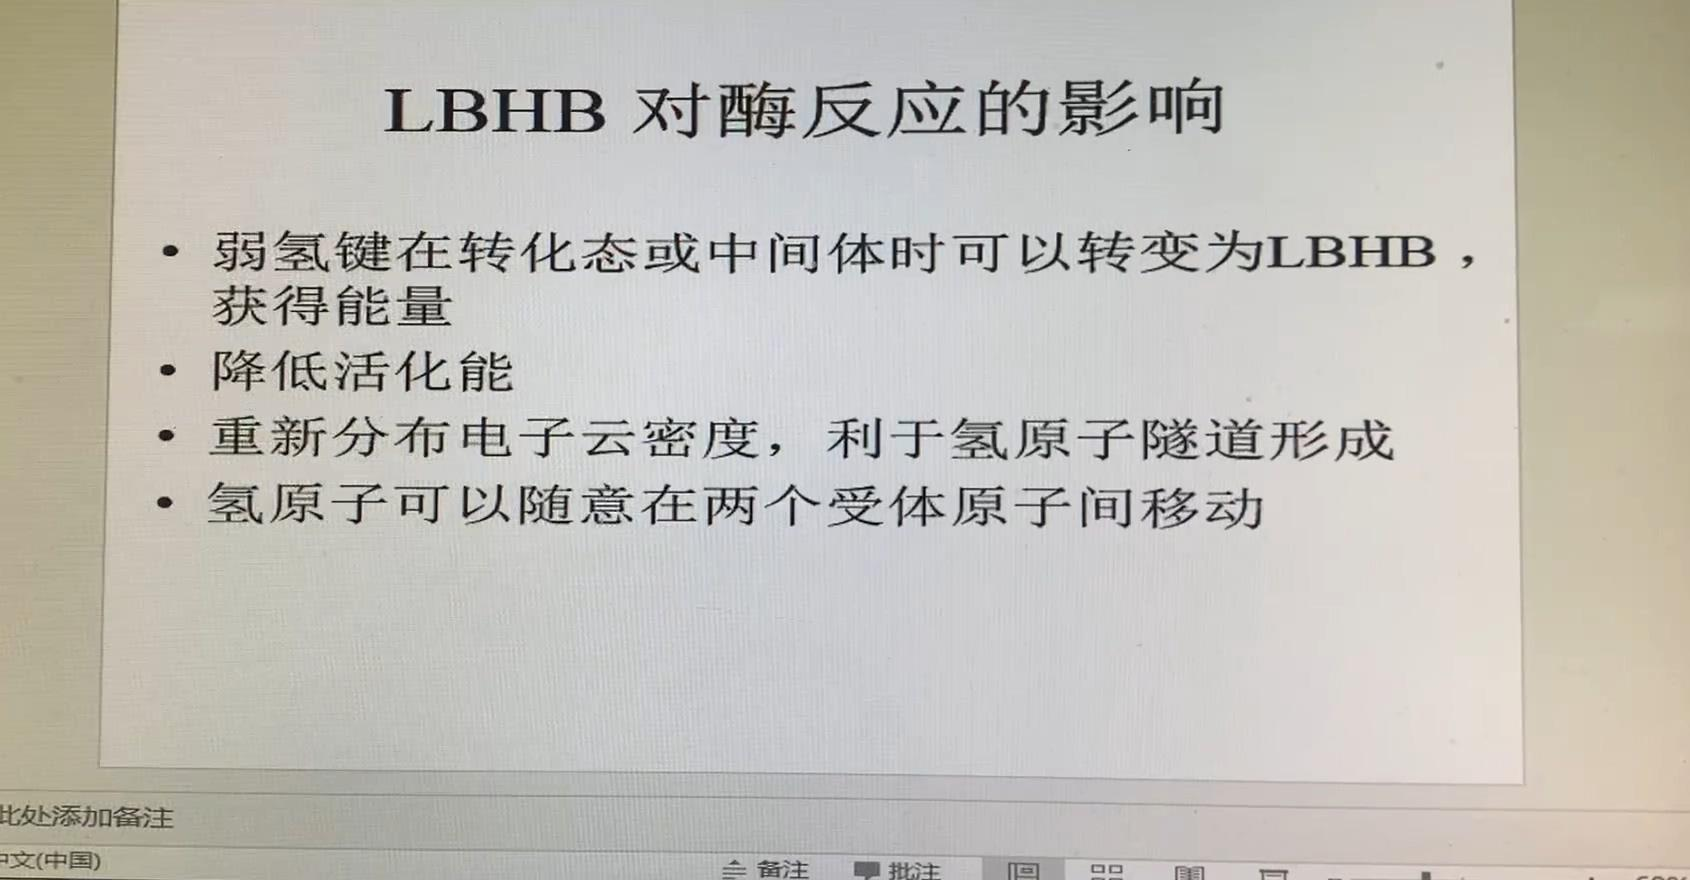 LBHB 对酶反应的影响
• 弱氢键在转化态或中间体时可以转变为LBHB，
获得能量
• 降低活化能
• 重新分布电子云密度，利于氢原子隧道形成
• 氢原子可以随意在两个受体原子间移动
此处添加备注
中文(中国)
备注 批注